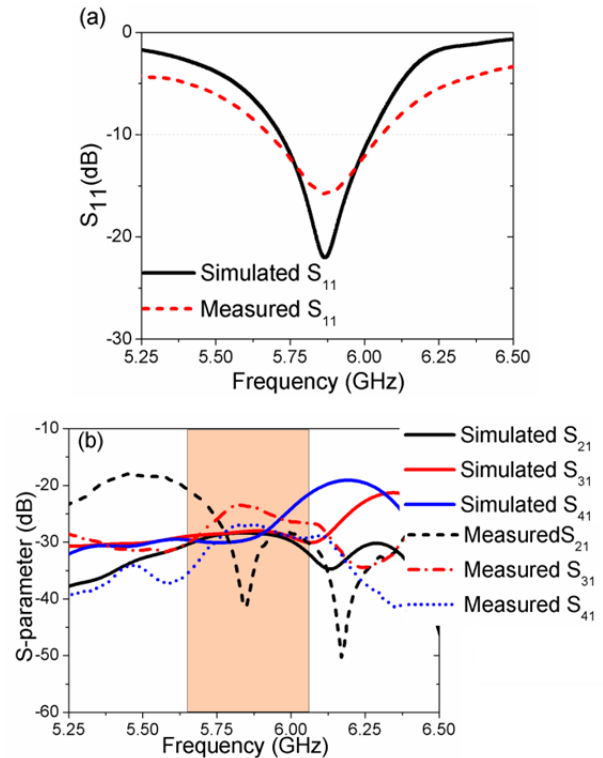 (a)
0
-10
-20
-30
S11(dB)
Simulated S11
Measured S11
5.25 5.50 5.75 6.00 6.25 6.50
Frequency (GHz)
(b)
-10
-20
-30
-40
-50
-60
S-parameter (dB)
Simulated S21
Simulated S31
Simulated S41
MeasuredS21
Measured S31
Measured S41
5.25 5.50 5.75 6.00 6.25 6.50
Frequency (GHz)